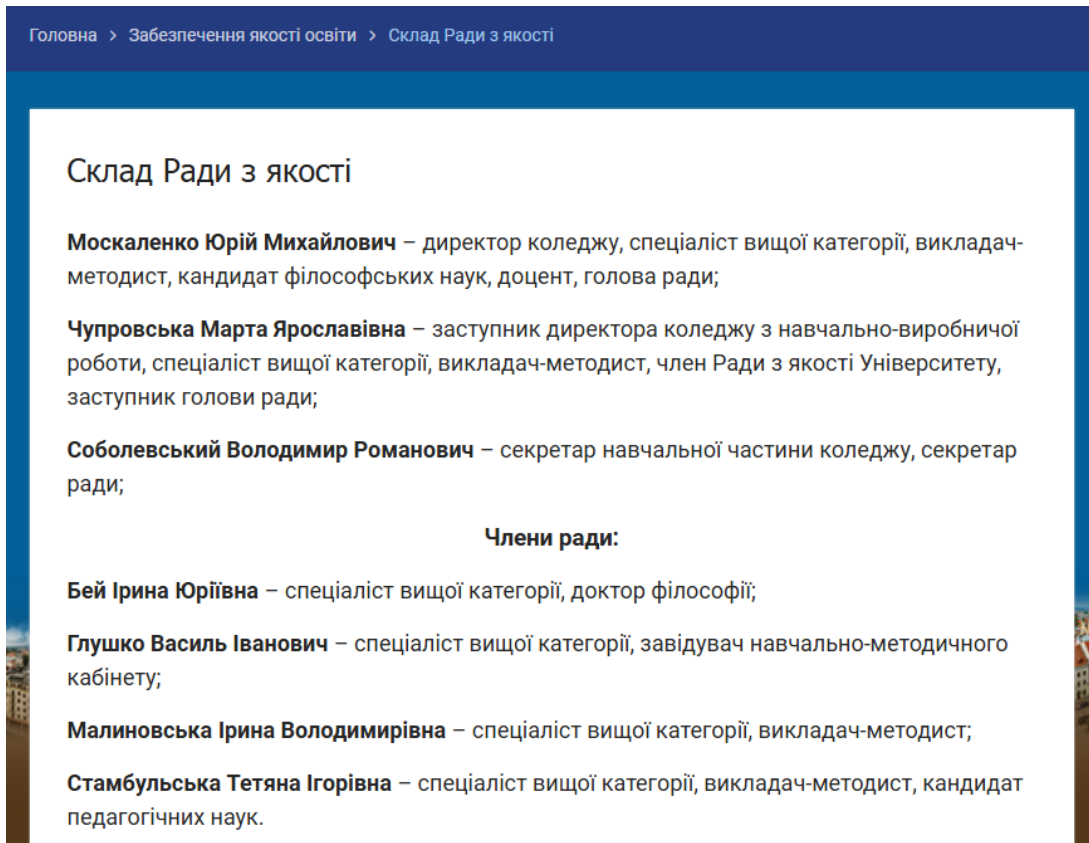 Головна > Забезпечення якості освіти > Склад Ради з якості
Склад Ради з якості
Москаленко Юрій Михайлович – директор коледжу, спеціаліст вищої категорії, викладач-
методист, кандидат філософських наук, доцент, голова ради;
Чупровська Марта Ярославівна – заступник директора коледжу з навчально-виробничої
роботи, спеціаліст вищої категорії, викладач-методист, член Ради з якості Університету,
заступник голови ради;
Соболевський Володимир Романович – секретар навчальної частини коледжу, секретар
ради;
Члени ради:
Бей Ірина Юріївна – спеціаліст вищої категорії, доктор філософії;
Глушко Василь Іванович – спеціаліст вищої категорії, завідувач навчально-методичного
кабінету;
Малиновська Ірина Володимирівна – спеціаліст вищої категорії, викладач-методист;
Стамбульська Тетяна Ігорівна – спеціаліст вищої категорії, викладач-методист, кандидат
педагогічних наук.